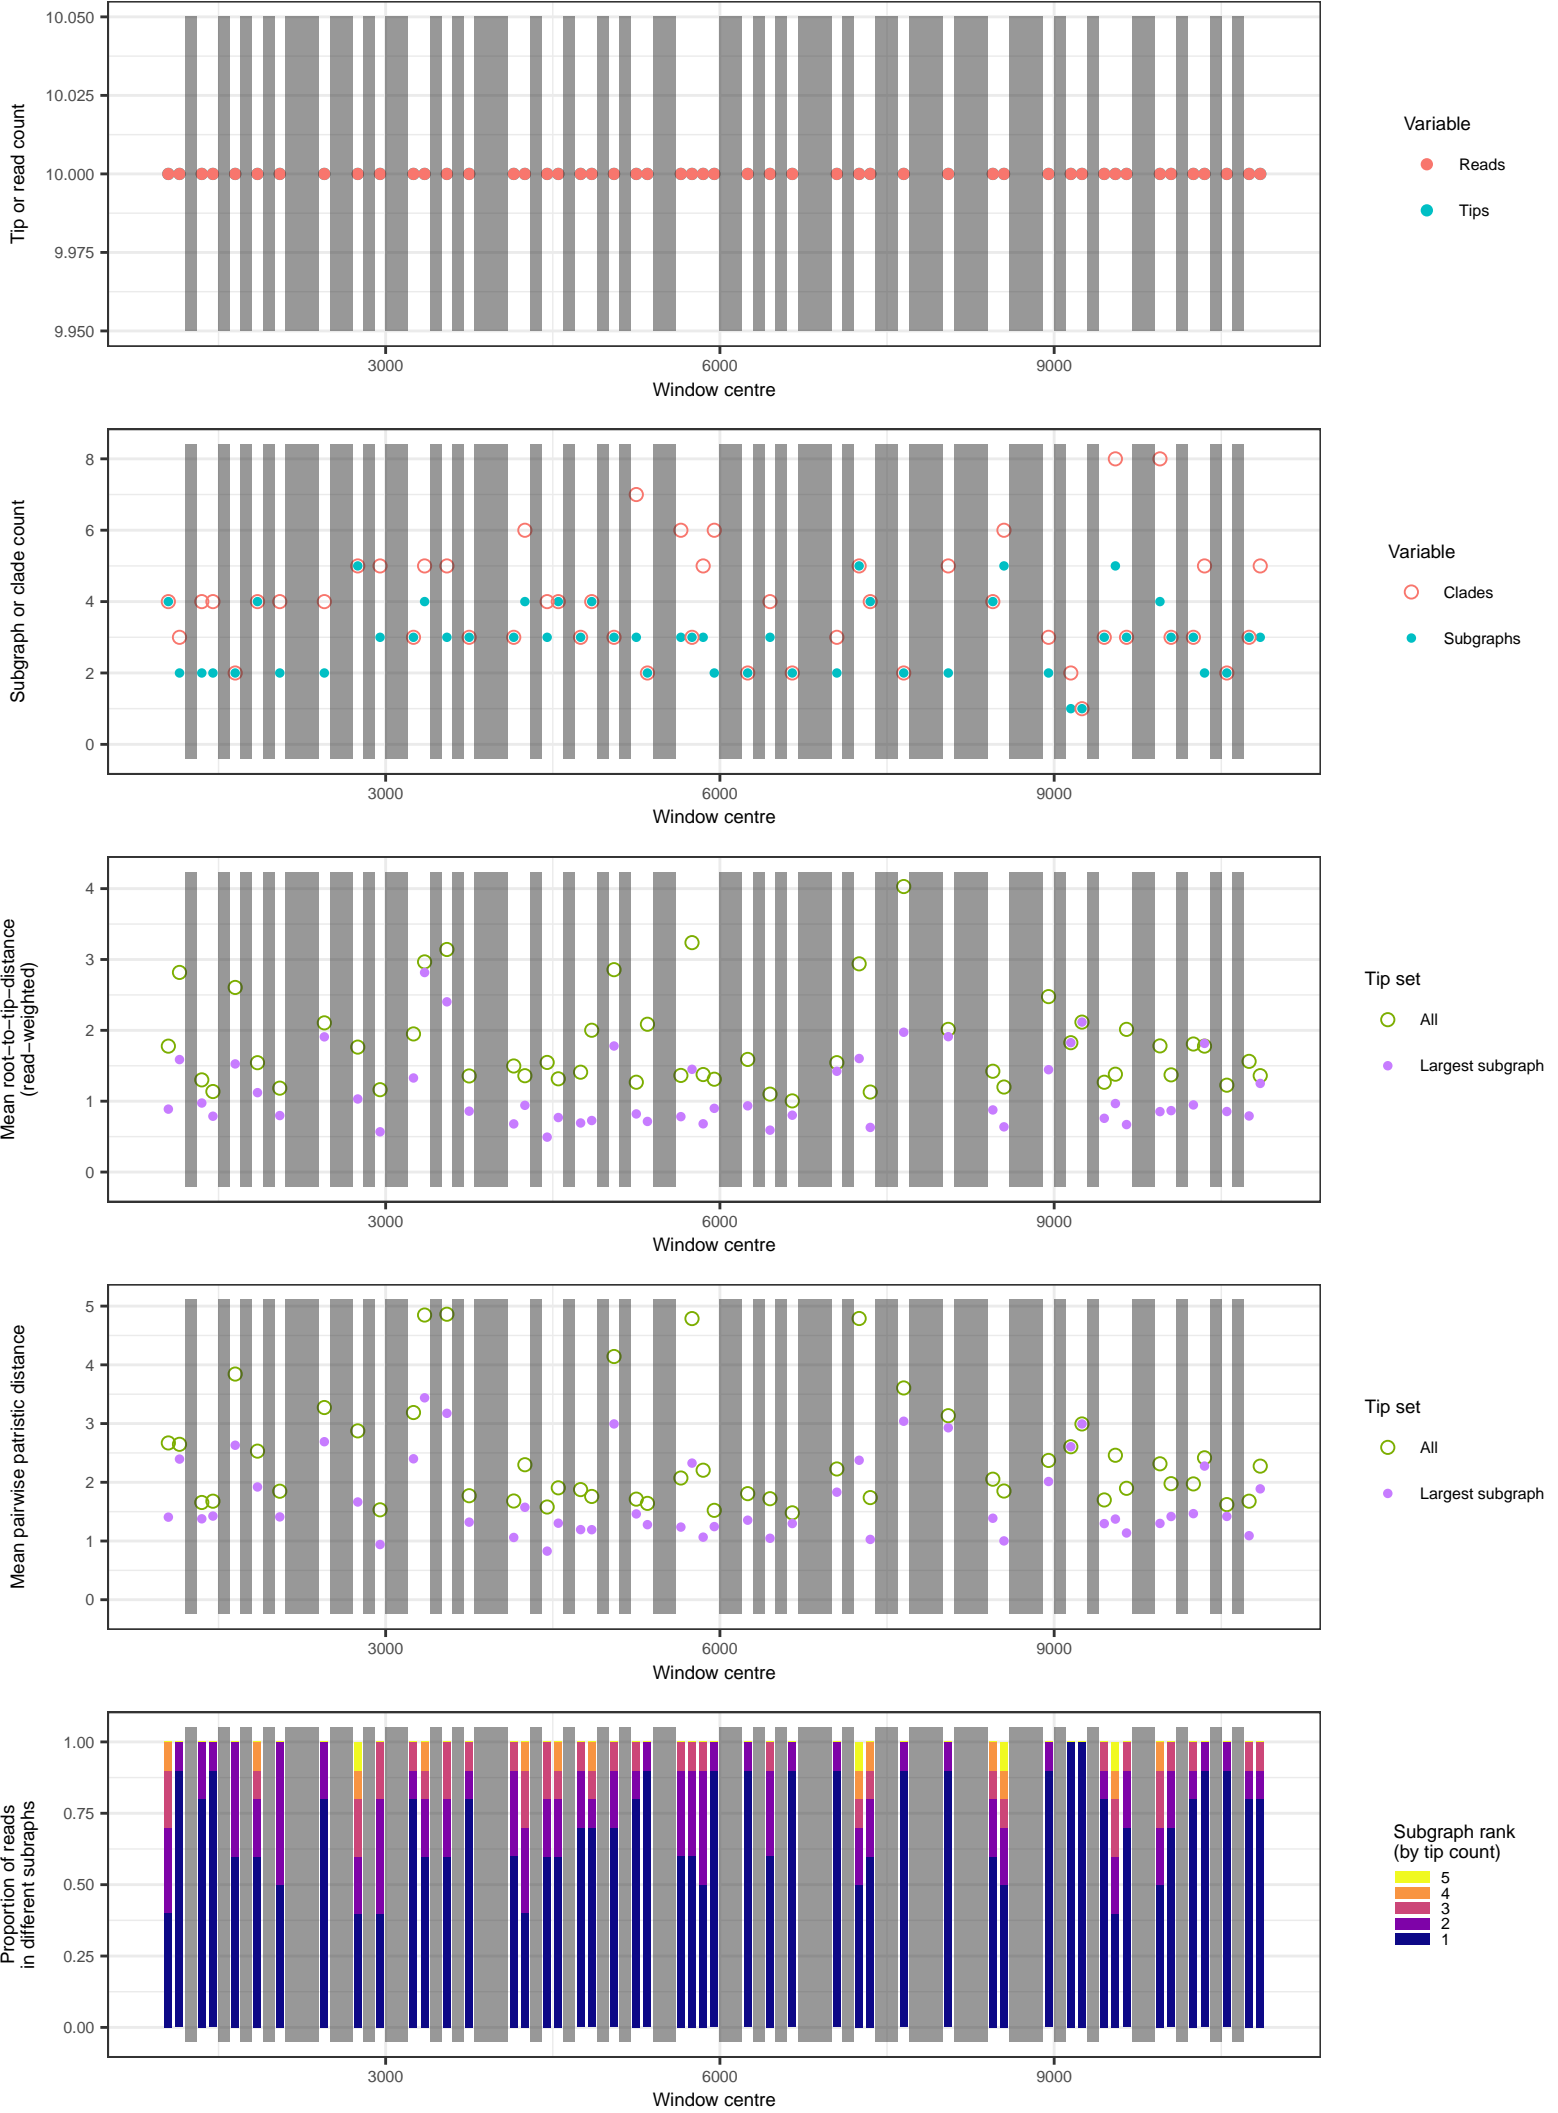 10.050
10.025
10.000
9.975
9.950
Tip or read count
3000 6000 9000
Window centre
Variable
Reads
Tips
8
6
4
2
0
Subgraph or clade count
3000 6000 9000
Window centre
Variable
Clades
Subgraphs
4
3
2
1
0
Mean root−to−tip−distance
(read−weighted)
3000 6000 9000
Window centre
Tip set
All
Largest subgraph
5
4
3
2
1
0
Mean pairwise patristic distance
3000 6000 9000
Window centre
Tip set
All
Largest subgraph
1.00
0.75
0.50
0.25
0.00
Proportion of reads
in different subraphs
3000 6000 9000
Window centre
Subgraph rank
(by tip count)
5
4
3
2
1